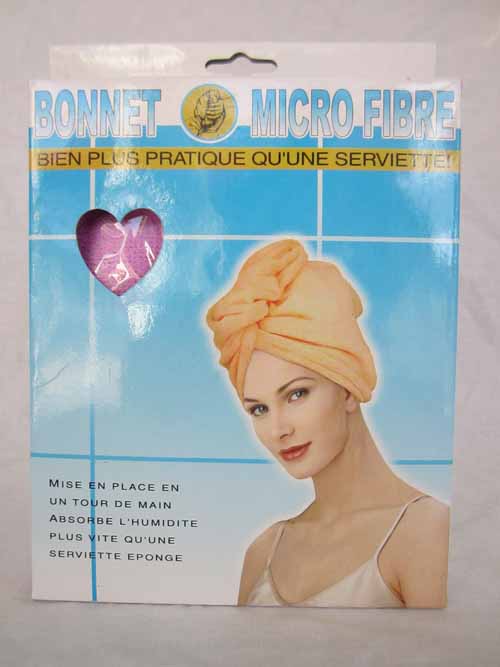 BONNET MICRO FIBRE
BIEN PLUS PRATIQUE QU'UNE SERVIETTE!
MISE EN PLACE EN
UN TOUR DE MAIN
ABSORBE L'HUMIDITE
PLUS VITE QU'UNE
SERVIETTE EPONGE